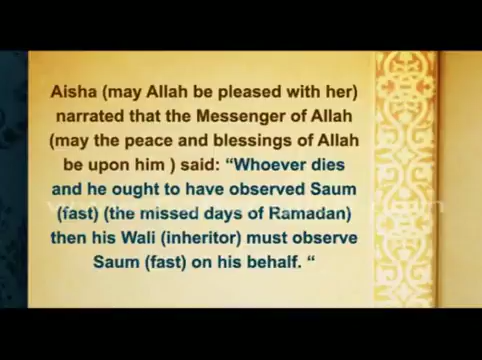 Aisha (may Allah be pleased with her)
narrated that the Messenger of Allah
(may the peace and blessings of Allah
be upon him ) said: “Whoever dies
and he ought to have observed Saum
(fast) (the missed days of Ramadan)
then his Wali (inheritor) must observe
Saum (fast) on his behalf. “